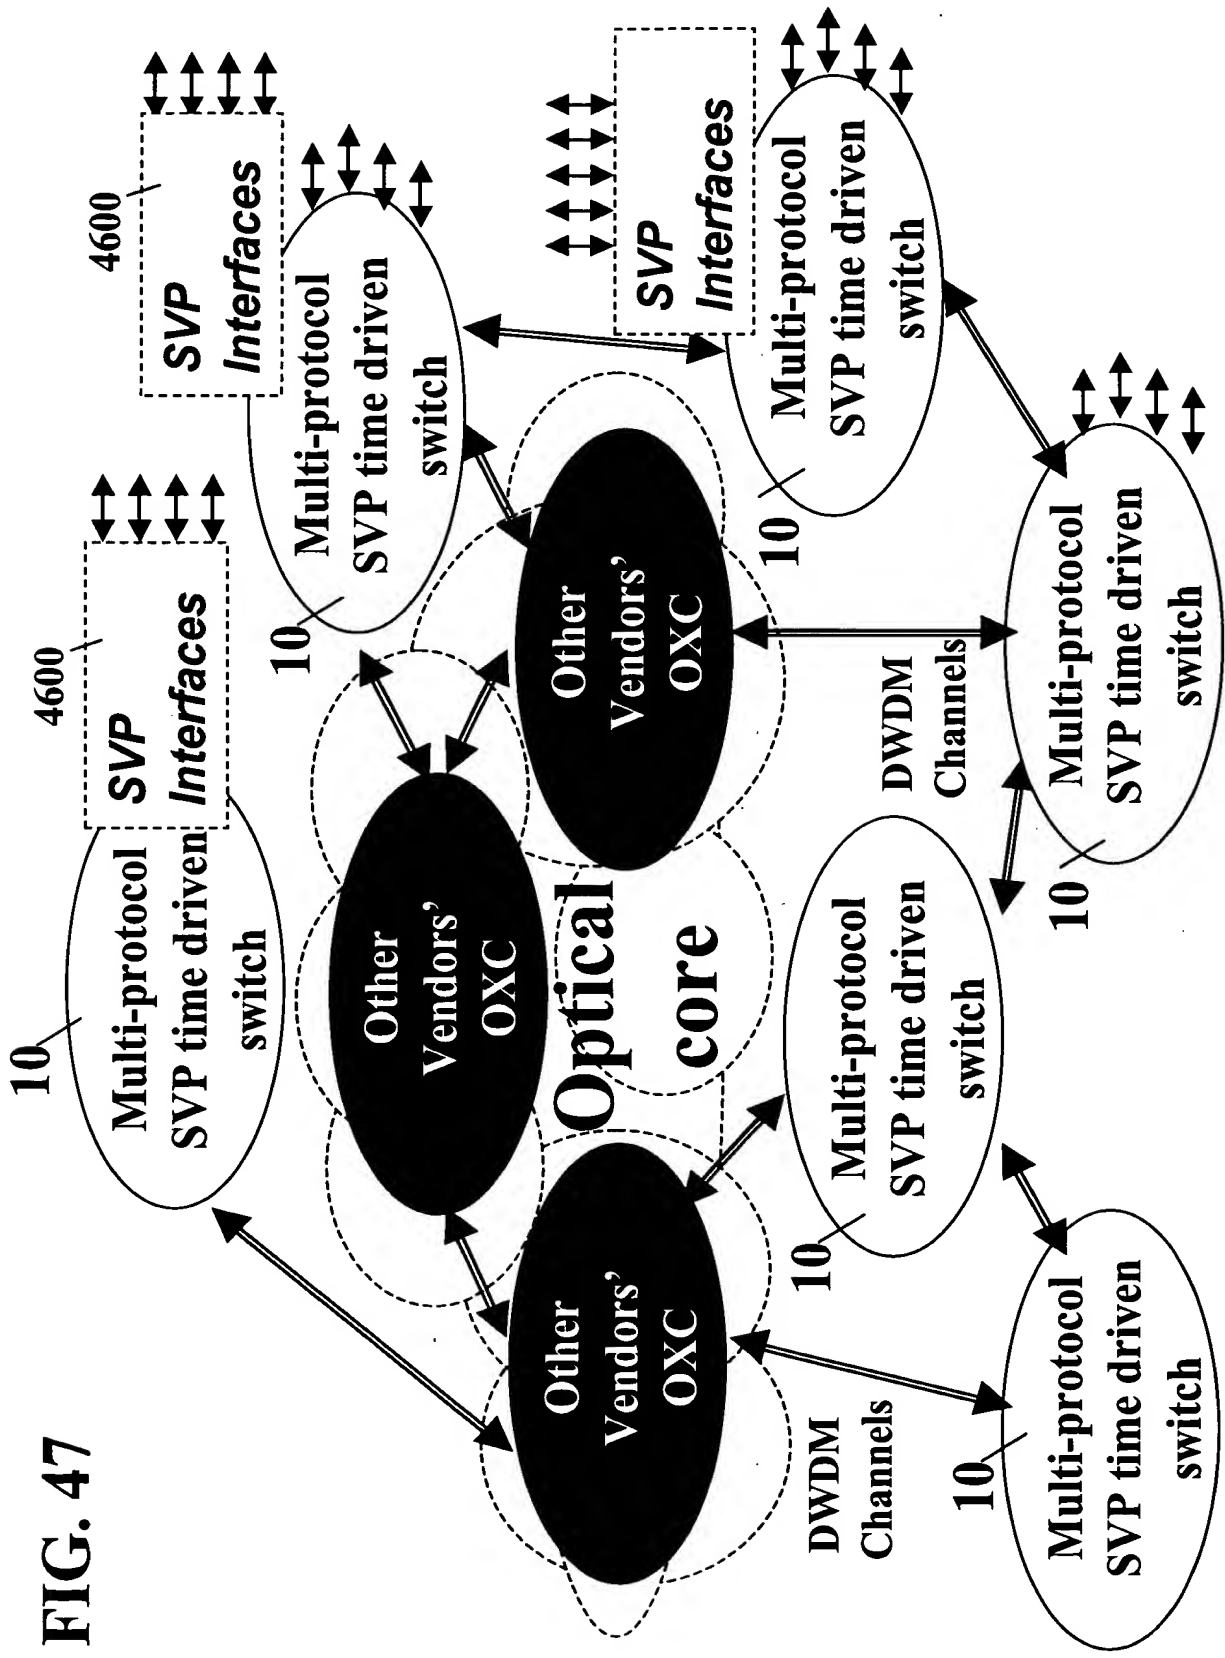 FIG. 47
10
Multi-protocol
SVP time driven
switch
4600
SVP
Interfaces
4600
SVP
Interfaces
10
Multi-protocol
SVP time driven
switch
Other
Vendors'
OXC
Other
Vendors'
OXC
Other
Vendors'
OXC
Optical
core
SVP
Interfaces
10
Multi-protocol
SVP time driven
switch
DWDM
Channels
10
Multi-protocol
SVP time driven
switch
DWDM
Channels
10
Multi-protocol
SVP time driven
switch
10
Multi-protocol
SVP time driven
switch